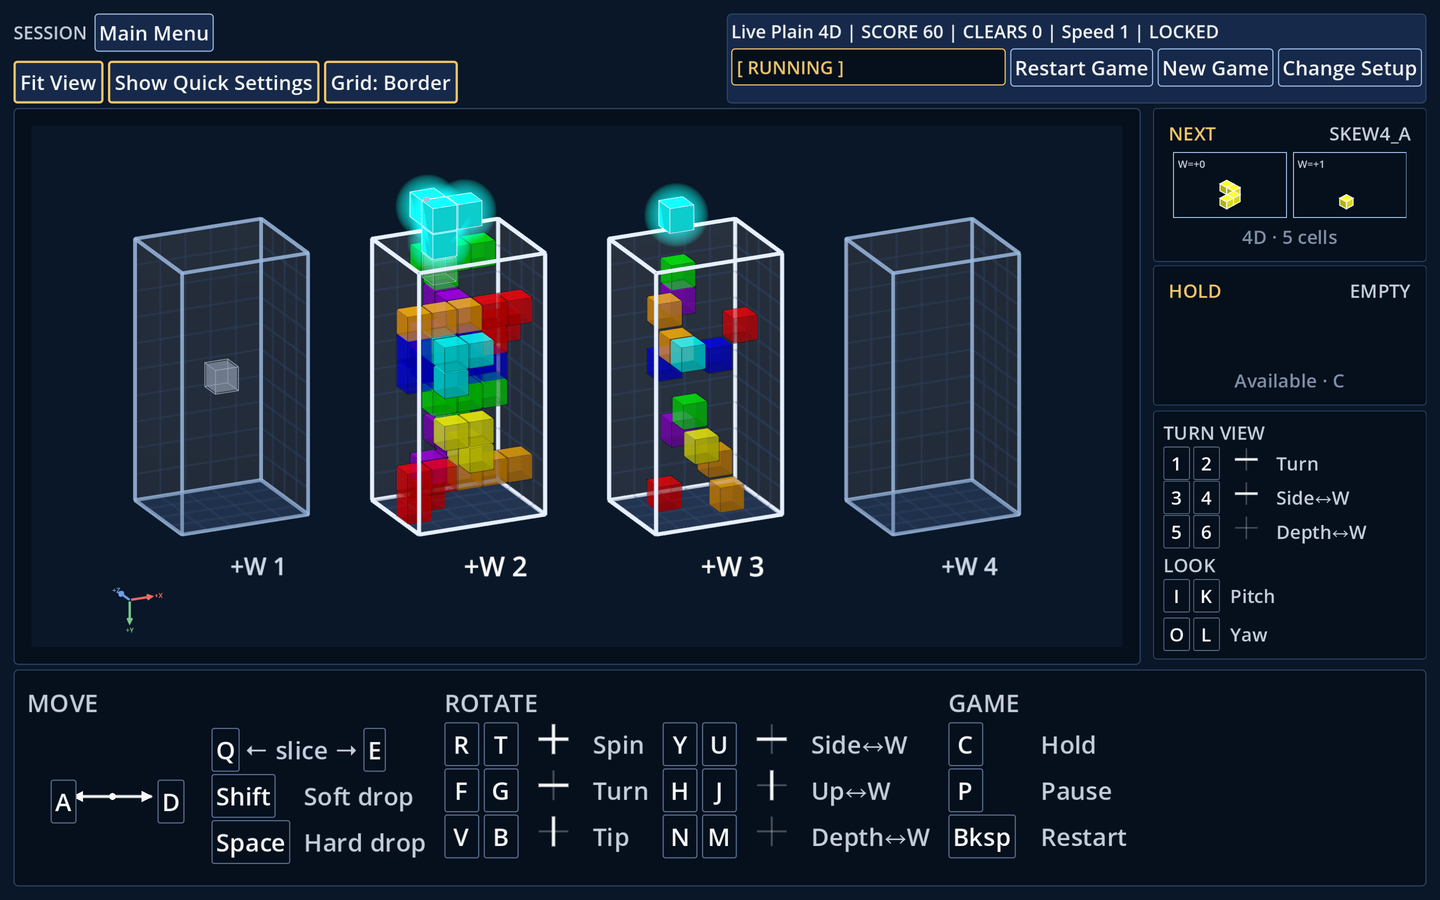 SESSION Main Menu
Fit View Show Quick Settings Grid: Border
Live Plain 4D | SCORE 60 | CLEARS 0 | Speed 1 | LOCKED
[ RUNNING ] Restart Game New Game Change Setup
+W 1 +W 2 +W 3 +W 4
+Z +X
+Y
NEXT SKEW4_A
W=+0 W=+1
4D · 5 cells
HOLD EMPTY
Available · C
TURN VIEW
1 2 Turn
3 4 Side↔W
5 6 Depth↔W
LOOK
I K Pitch
O L Yaw
MOVE
A D
Q ← slice → E
Shift Soft drop
Space Hard drop
ROTATE
R T Spin Y U Side↔W
F G Turn H J Up↔W
V B Tip N M Depth↔W
GAME
C Hold
P Pause
Bksp Restart